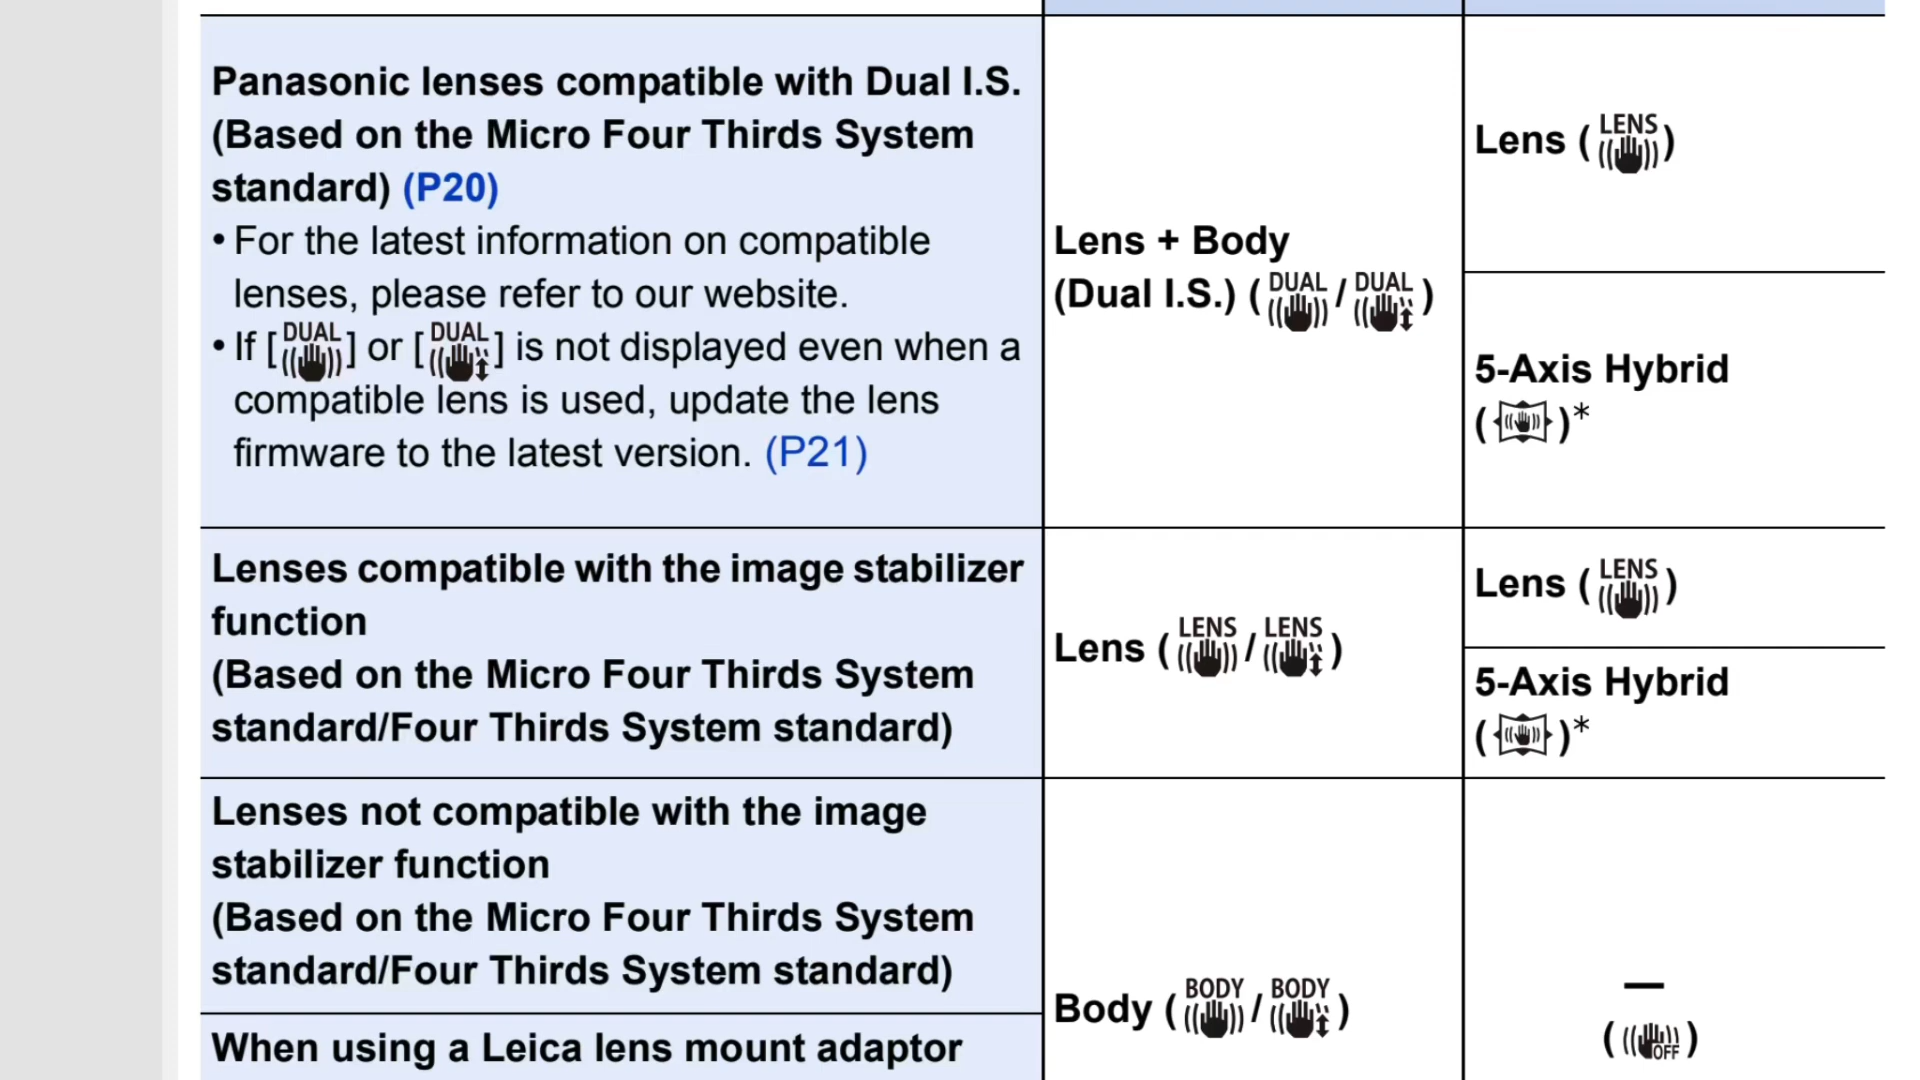 Panasonic lenses compatible with Dual I.S.
(Based on the Micro Four Thirds System
standard) (P20)
• For the latest information on compatible
lenses, please refer to our website.
• If [DUAL] or [DUAL] is not displayed even when a
compatible lens is used, update the lens
firmware to the latest version. (P21)
Lens + Body
(Dual I.S.) (DUAL/DUAL)
Lens (LENS)
5-Axis Hybrid
()*
Lenses compatible with the image stabilizer
function
(Based on the Micro Four Thirds System
standard/Four Thirds System standard)
Lens (LENS/LENS)
Lens (LENS)
5-Axis Hybrid
()*
Lenses not compatible with the image
stabilizer function
(Based on the Micro Four Thirds System
standard/Four Thirds System standard)
When using a Leica lens mount adaptor
Body (BODY/BODY)
—
(OFF)